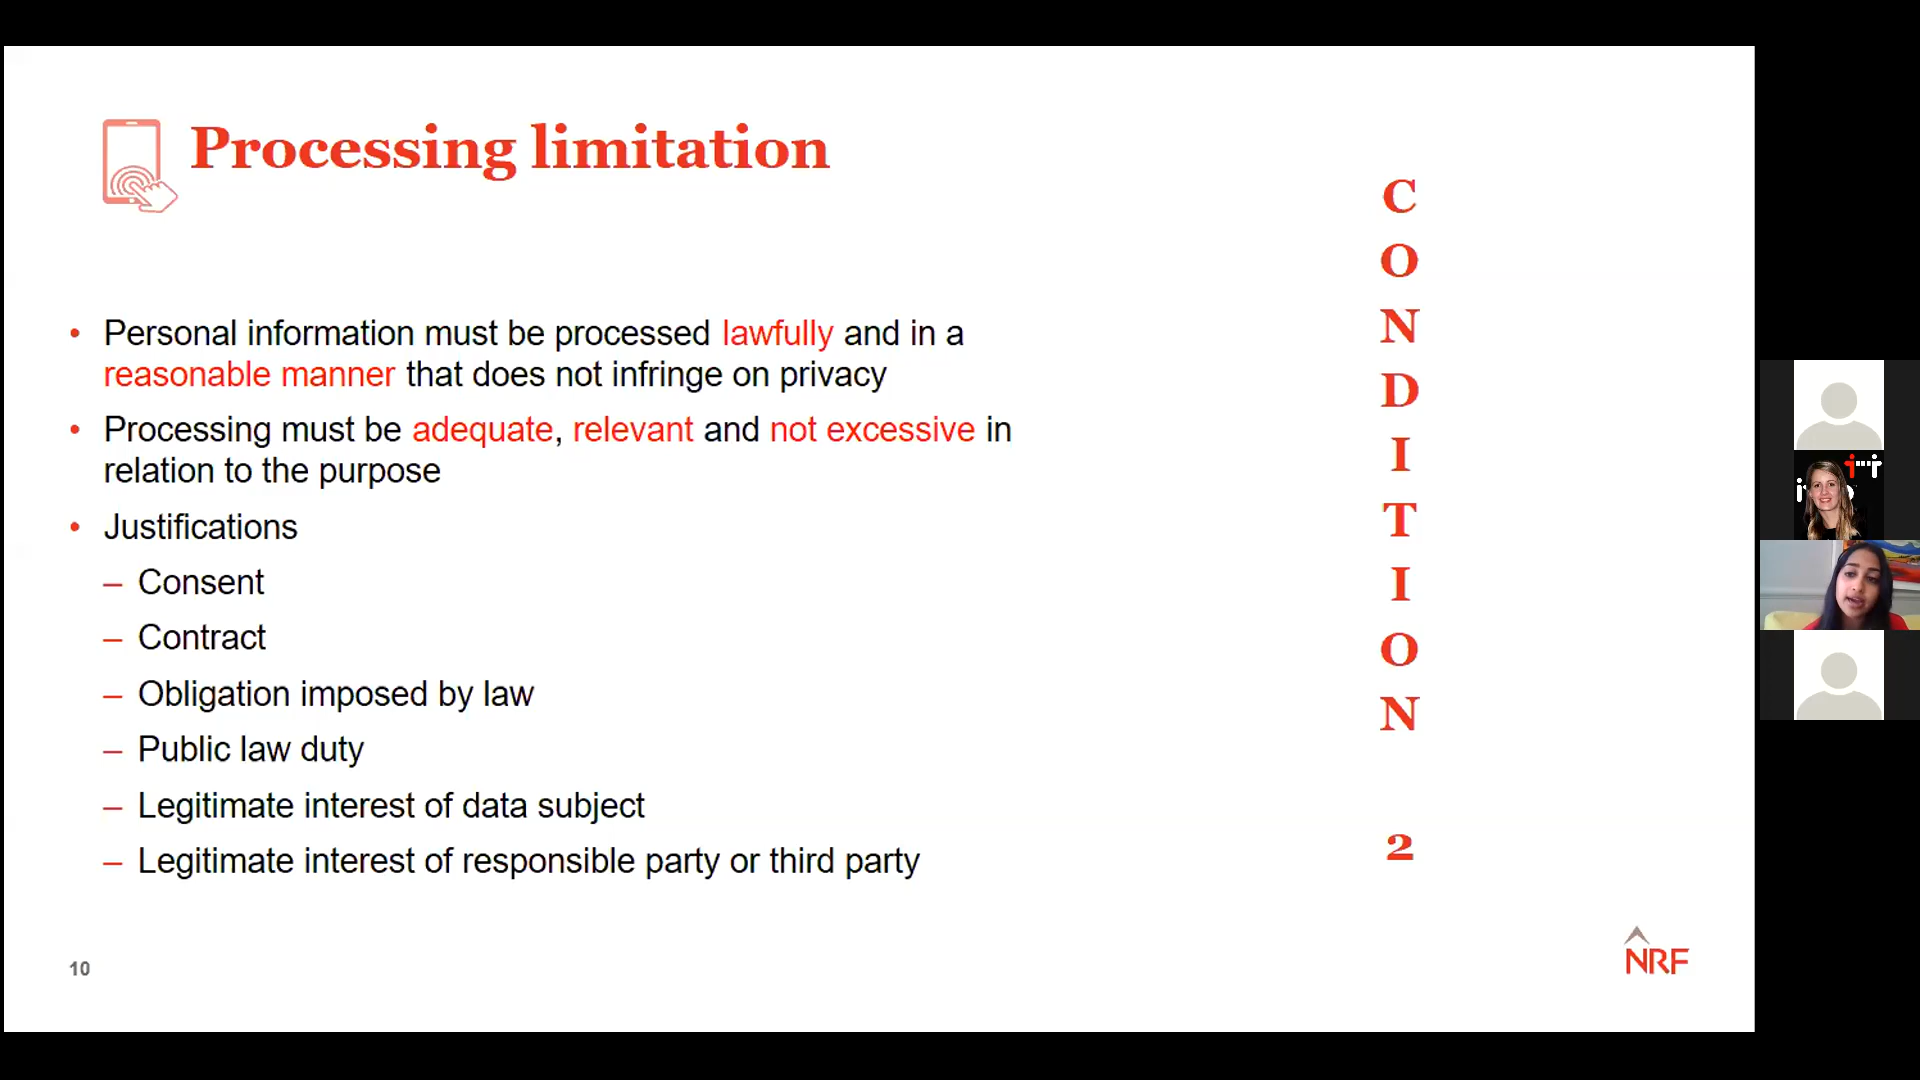 Processing limitation
• Personal information must be processed lawfully and in a
reasonable manner that does not infringe on privacy
• Processing must be adequate, relevant and not excessive in
relation to the purpose
• Justifications
– Consent
– Contract
– Obligation imposed by law
– Public law duty
– Legitimate interest of data subject
– Legitimate interest of responsible party or third party
C
O
N
D
I
T
I
O
N
2
10
NRF